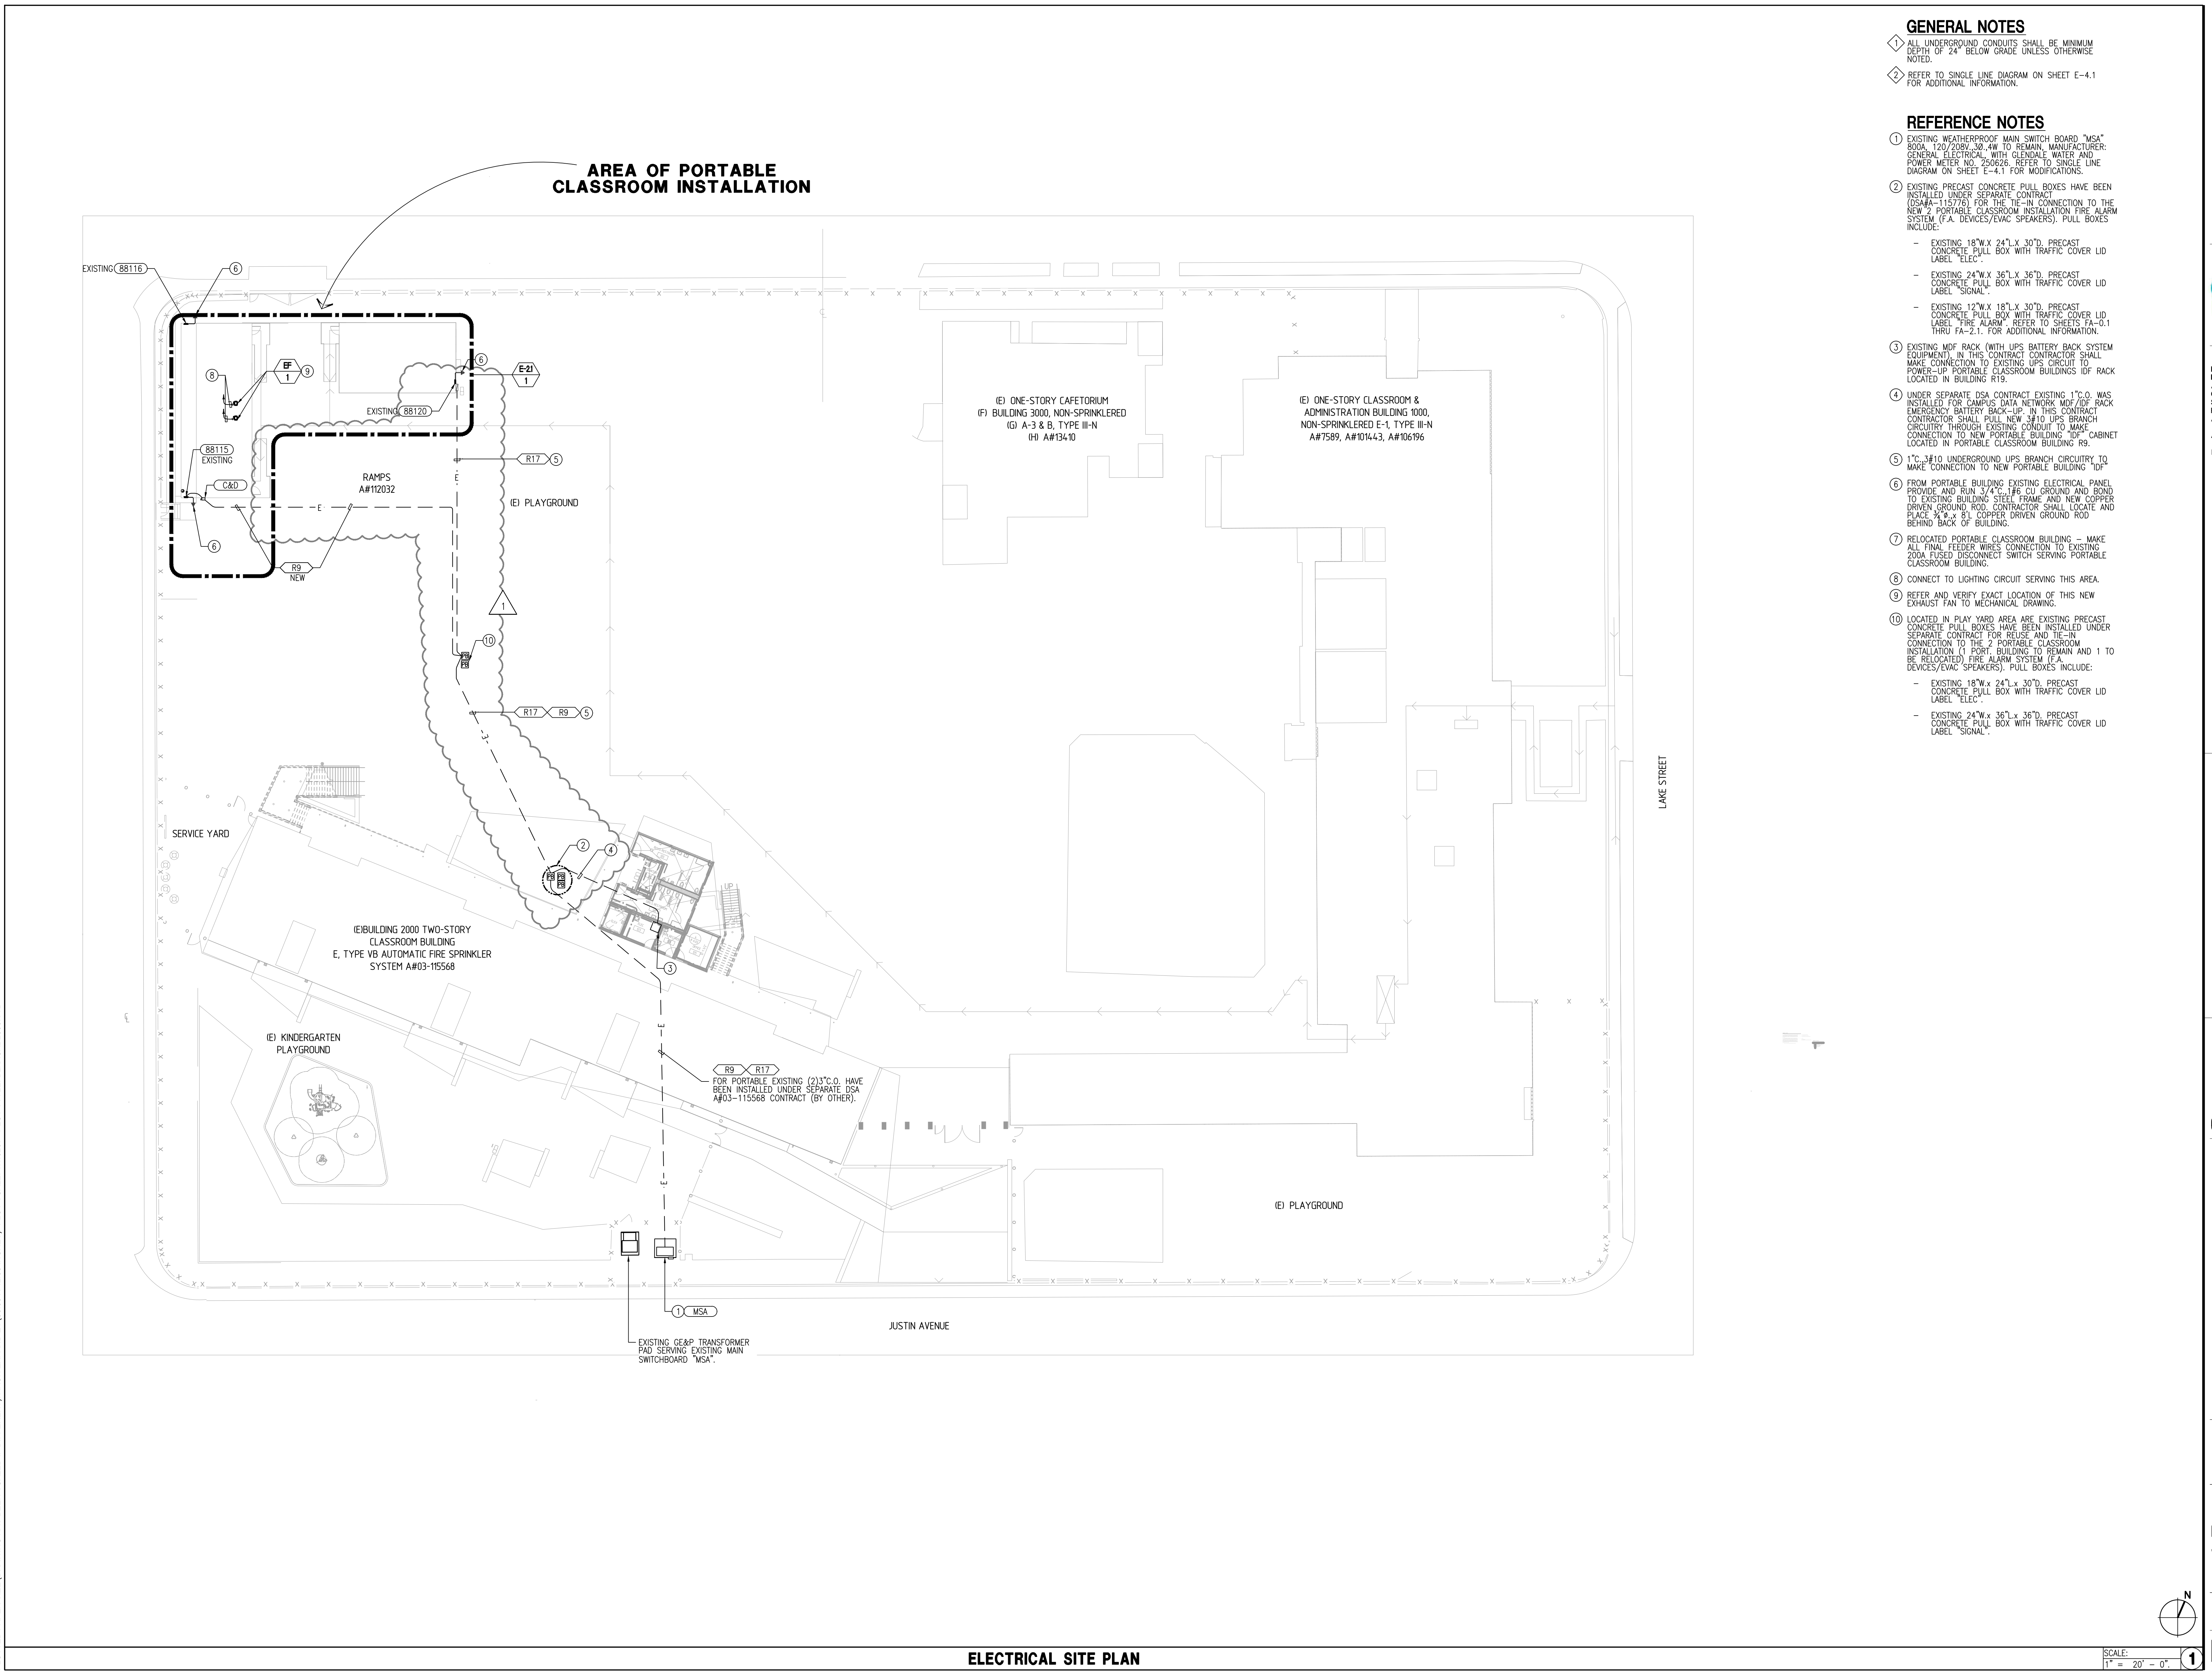 GENERAL NOTES
1 ALL UNDERGROUND CONDUITS SHALL BE MINIMUM
DEPTH OF 24" BELOW GRADE UNLESS OTHERWISE
NOTED.
2 REFER TO SINGLE LINE DIAGRAM ON SHEET E-4.1
FOR ADDITIONAL INFORMATION.
REFERENCE NOTES
1 EXISTING WEATHERPROOF MAIN SWITCH BOARD "MSA"
800A, 120/208V.,3Ø.,4W TO REMAIN, MANUFACTURER:
GENERAL ELECTRICAL, WITH GLENDALE WATER AND
POWER METER NO. 250626. REFER TO SINGLE LINE
DIAGRAM ON SHEET E-4.1 FOR MODIFICATIONS.
2 EXISTING PRECAST CONCRETE PULL BOXES HAVE BEEN
INSTALLED UNDER SEPARATE CONTRACT
(DSA#A-115776) FOR THE TIE-IN CONNECTION TO THE
NEW 2 PORTABLE CLASSROOM INSTALLATION FIRE ALARM
SYSTEM (F.A. DEVICES/EVAC SPEAKERS). PULL BOXES
INCLUDE:
- EXISTING 18"W.X 24"L.X 30"D. PRECAST
CONCRETE PULL BOX WITH TRAFFIC COVER LID
LABEL "ELEC".
- EXISTING 24"W.X 36"L.X 36"D. PRECAST
CONCRETE PULL BOX WITH TRAFFIC COVER LID
LABEL "SIGNAL".
- EXISTING 12"W.X 18"L.X 30"D. PRECAST
CONCRETE PULL BOX WITH TRAFFIC COVER LID
LABEL "FIRE ALARM". REFER TO SHEETS FA-0.1
THRU FA-2.1. FOR ADDITIONAL INFORMATION.
3 EXISTING MDF RACK (WITH UPS BATTERY BACK SYSTEM
EQUIPMENT), IN THIS CONTRACT CONTRACTOR SHALL
MAKE CONNECTION TO EXISTING UPS CIRCUIT TO
POWER-UP PORTABLE CLASSROOM BUILDINGS IDF RACK
LOCATED IN BUILDING R19.
4 UNDER SEPARATE DSA CONTRACT EXISTING 1"C.O. WAS
INSTALLED FOR CAMPUS DATA NETWORK MDF/IDF RACK
EMERGENCY BATTERY BACK-UP. IN THIS CONTRACT
CONTRACTOR SHALL PULL NEW 3#10 UPS BRANCH
CIRCUITRY THROUGH EXISTING CONDUIT TO MAKE
CONNECTION TO NEW PORTABLE BUILDING "IDF" CABINET
LOCATED IN PORTABLE CLASSROOM BUILDING R9.
5 1"C.,3#10 UNDERGROUND UPS BRANCH CIRCUITRY TO
MAKE CONNECTION TO NEW PORTABLE BUILDING "IDF"
6 FROM PORTABLE BUILDING EXISTING ELECTRICAL PANEL
PROVIDE AND RUN 3/4"C.,1#6 CU GROUND AND BOND
TO EXISTING BUILDING STEEL FRAME AND NEW COPPER
DRIVEN GROUND ROD. CONTRACTOR SHALL LOCATE AND
PLACE ¾"Ø.,x 8'L COPPER DRIVEN GROUND ROD
BEHIND BACK OF BUILDING.
7 RELOCATED PORTABLE CLASSROOM BUILDING – MAKE
ALL FINAL FEEDER WIRES CONNECTION TO EXISTING
200A FUSED DISCONNECT SWITCH SERVING PORTABLE
CLASSROOM BUILDING.
8 CONNECT TO LIGHTING CIRCUIT SERVING THIS AREA.
9 REFER AND VERIFY EXACT LOCATION OF THIS NEW
EXHAUST FAN TO MECHANICAL DRAWING.
10 LOCATED IN PLAY YARD AREA ARE EXISTING PRECAST
CONCRETE PULL BOXES HAVE BEEN INSTALLED UNDER
SEPARATE CONTRACT FOR REUSE AND TIE-IN
CONNECTION TO THE 2 PORTABLE CLASSROOM
INSTALLATION (1 PORT. BUILDING TO REMAIN AND 1 TO
BE RELOCATED) FIRE ALARM SYSTEM (F.A.
DEVICES/EVAC SPEAKERS). PULL BOXES INCLUDE:
- EXISTING 18"W.x 24"L.x 30"D. PRECAST
CONCRETE PULL BOX WITH TRAFFIC COVER LID
LABEL "ELEC".
- EXISTING 24"W.x 36"L.x 36"D. PRECAST
CONCRETE PULL BOX WITH TRAFFIC COVER LID
LABEL "SIGNAL".
AREA OF PORTABLE
CLASSROOM INSTALLATION
EXISTING 88116
6
EF
1
9
8
6
E-2.1
1
EXISTING 88120
88115
EXISTING
C&D
R17 5
RAMPS
A#112032
E
E
(E) PLAYGROUND
6
R9
NEW
1
10
R17 R9 5
E
(E) ONE-STORY CAFETORIUM
(F) BUILDING 3000, NON-SPRINKLERED
(G) A-3 & B, TYPE III-N
(H) A#13410
(E) ONE-STORY CLASSROOM &
ADMINISTRATION BUILDING 1000,
NON-SPRINKLERED E-1, TYPE III-N
A#7589, A#101443, A#106196
LAKE STREET
SERVICE YARD
2
4
UP
3
(E)BUILDING 2000 TWO-STORY
CLASSROOM BUILDING
E, TYPE VB AUTOMATIC FIRE SPRINKLER
SYSTEM A#03-115568
(E) KINDERGARTEN
PLAYGROUND
E
R9 R17
FOR PORTABLE EXISTING (2)3"C.O. HAVE
BEEN INSTALLED UNDER SEPARATE DSA
A#03-115568 CONTRACT (BY OTHER).
E
(E) PLAYGROUND
1 MSA
JUSTIN AVENUE
EXISTING GE&P TRANSFORMER
PAD SERVING EXISTING MAIN
SWITCHBOARD "MSA".
N
ELECTRICAL SITE PLAN
SCALE:
1" = 20' - 0".
1